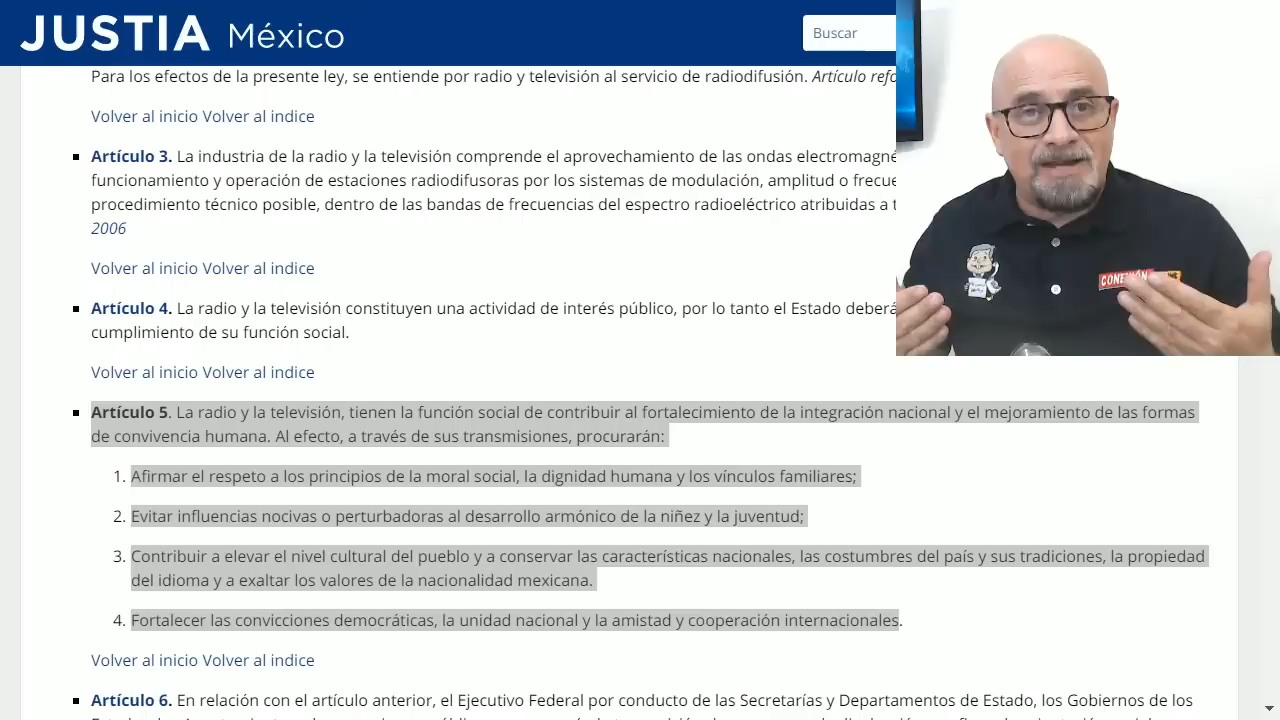 JUSTIA México
Buscar
Para los efectos de la presente ley, se entiende por radio y televisión al servicio de radiodifusión. Artículo
Volver al inicio Volver al indice
Artículo 3. La industria de la radio y la televisión comprende el aprovechamiento de las ondas
funcionamiento y operación de estaciones radiodifusoras por los sistemas de modulación, amplitud o
procedimiento técnico posible, dentro de las bandas de frecuencias del espectro radioeléctrico atribuidas a
2006
Volver al inicio Volver al indice
Artículo 4. La radio y la televisión constituyen una actividad de interés público, por lo tanto el Estado deberá
cumplimiento de su función social.
Volver al inicio Volver al indice
Artículo 5. La radio y la televisión, tienen la función social de contribuir al fortalecimiento de la integración nacional y el mejoramiento de las formas
de convivencia humana. Al efecto, a través de sus transmisiones, procurarán:
1. Afirmar el respeto a los principios de la moral social, la dignidad humana y los vínculos familiares;
2. Evitar influencias nocivas o perturbadoras al desarrollo armónico de la niñez y la juventud;
3. Contribuir a elevar el nivel cultural del pueblo y a conservar las características nacionales, las costumbres del país y sus tradiciones, la propiedad
del idioma y a exaltar los valores de la nacionalidad mexicana.
4. Fortalecer las convicciones democráticas, la unidad nacional y la amistad y cooperación internacionales.
Volver al inicio Volver al indice
Artículo 6. En relación con el artículo anterior, el Ejecutivo Federal por conducto de las Secretarías y Departamentos de Estado, los Gobiernos de los